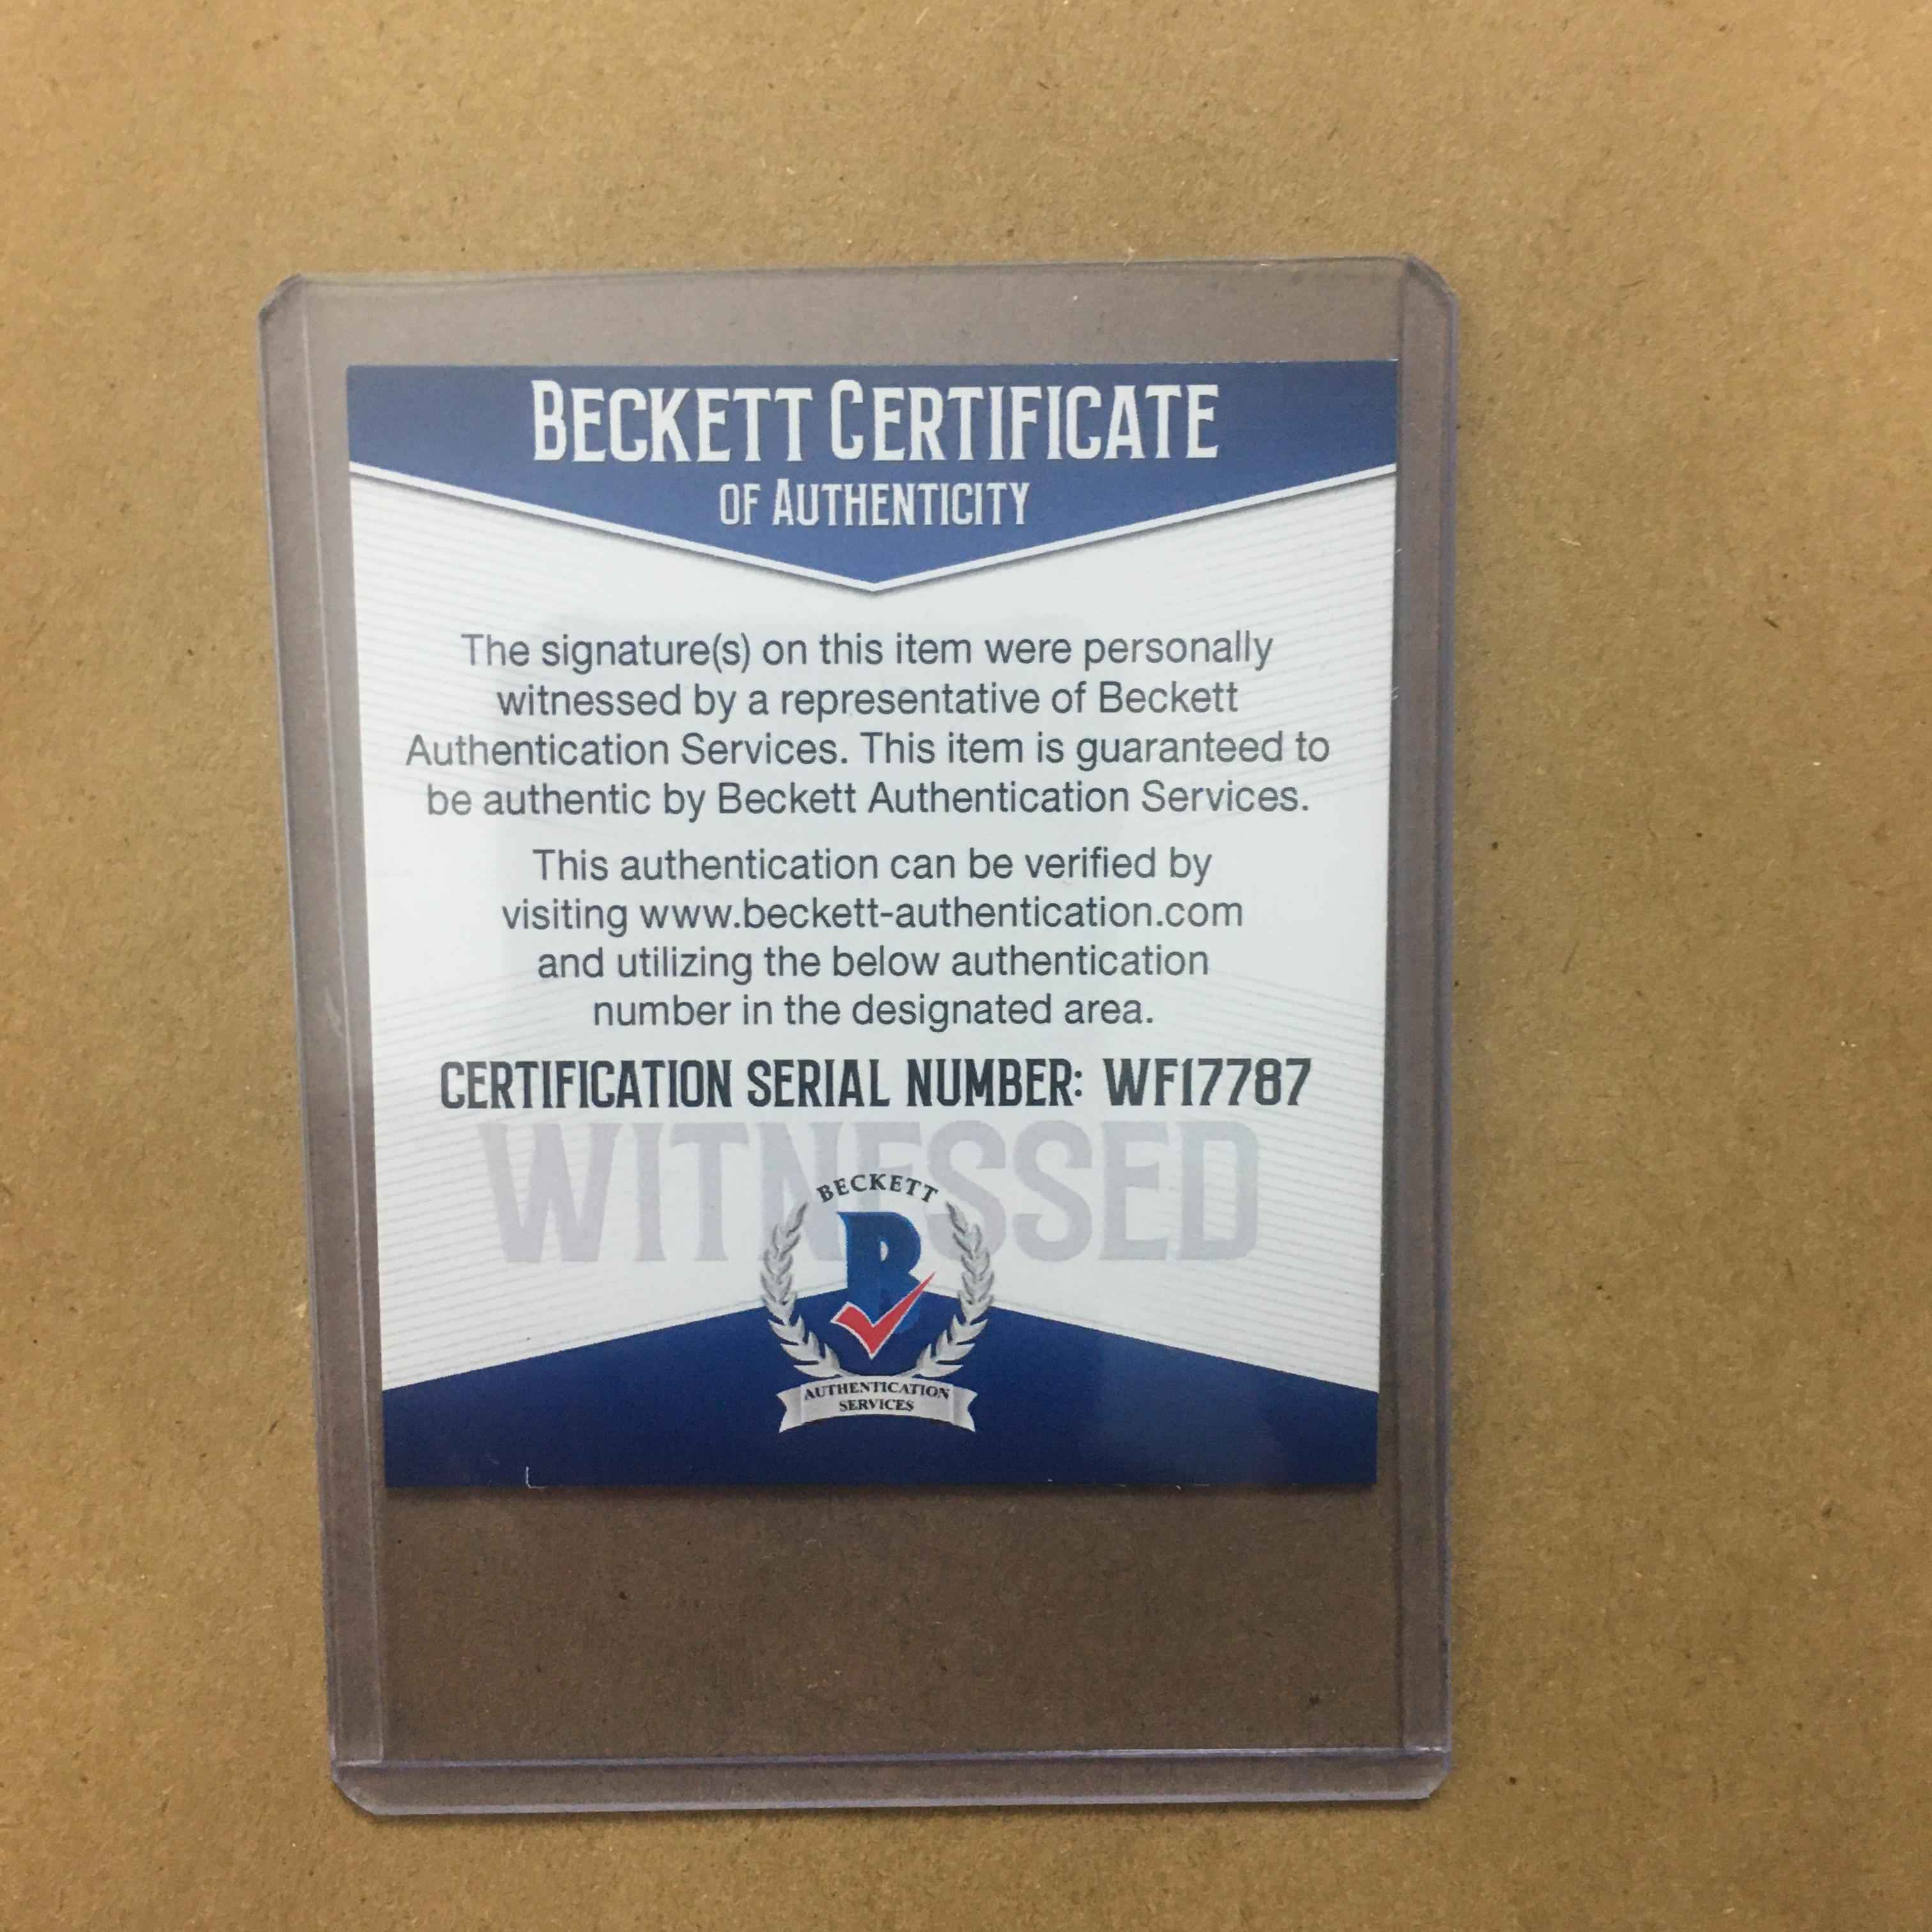 BECKETT CERTIFICATE
OF AUTHENTICITY
The signature(s) on this item were personally
witnessed by a representative of Beckett
Authentication Services. This item is guaranteed to
be authentic by Beckett Authentication Services.
This authentication can be verified by
visiting www.beckett-authentication.com
and utilizing the below authentication
number in the designated area.
CERTIFICATION SERIAL NUMBER: WF17787
WITNESSED
BECKETT
B
AUTHENTICATION
SERVICES